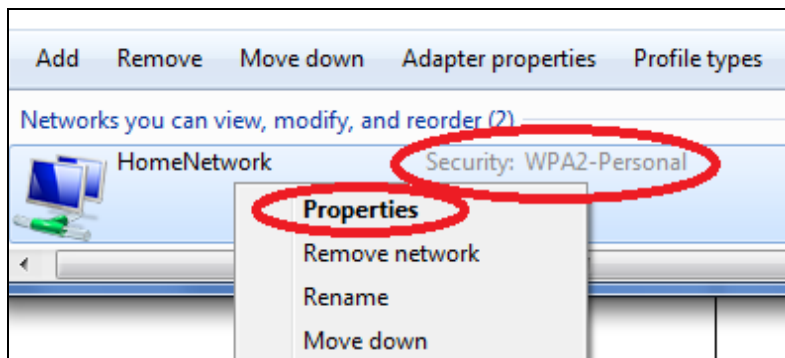 Add Remove Move down Adapter properties Profile types
Networks you can view, modify, and reorder (2)
HomeNetwork Security: WPA2-Personal
Properties
Remove network
Rename
Move down